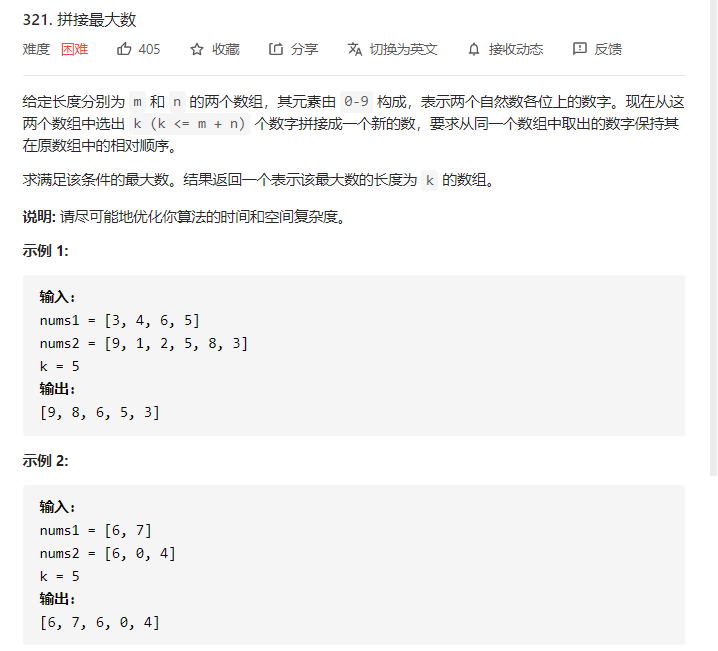 321. 拼接最大数
难度 困难 405 收藏 分享 切换为英文 接收动态 反馈
给定长度分别为 m 和 n 的两个数组，其元素由 0-9 构成，表示两个自然数各位上的数字。现在从这
两个数组中选出 k (k <= m + n) 个数字拼接成一个新的数，要求从同一个数组中取出的数字保持其
在原数组中的相对顺序。
求满足该条件的最大数。结果返回一个表示该最大数的长度为 k 的数组。
说明: 请尽可能地优化你算法的时间和空间复杂度。
示例 1:
输入：
nums1 = [3, 4, 6, 5]
nums2 = [9, 1, 2, 5, 8, 3]
k = 5
输出：
[9, 8, 6, 5, 3]
示例 2:
输入：
nums1 = [6, 7]
nums2 = [6, 0, 4]
k = 5
输出：
[6, 7, 6, 0, 4]